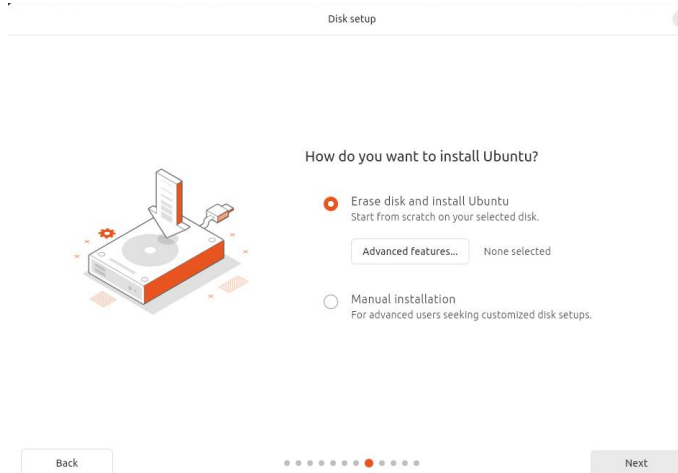 Disk setup
How do you want to install Ubuntu?
Erase disk and install Ubuntu
Start from scratch on your selected disk.
Advanced features... None selected
Manual installation
For advanced users seeking customized disk setups.
Back Next